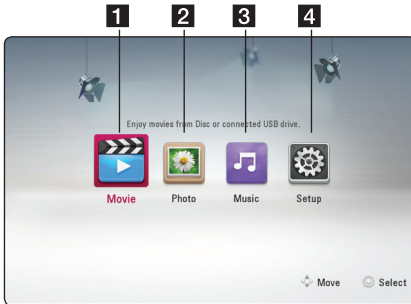 1 2 3 4
Enjoy movies from Disc or connected USB drive.
Movie Photo Music Setup
Move Select